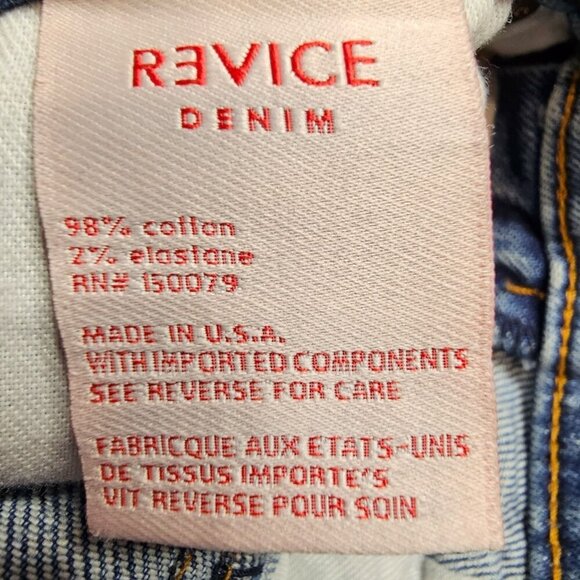 RƎVICE
DENIM
98% cotton
2% elastane
RN# 150079
MADE IN U.S.A.
WITH IMPORTED COMPONENTS
SEE REVERSE FOR CARE
FABRICQUE AUX ETATS-UNIS
DE TISSUS IMPORTE'S
VIT REVERSE POUR SOIN